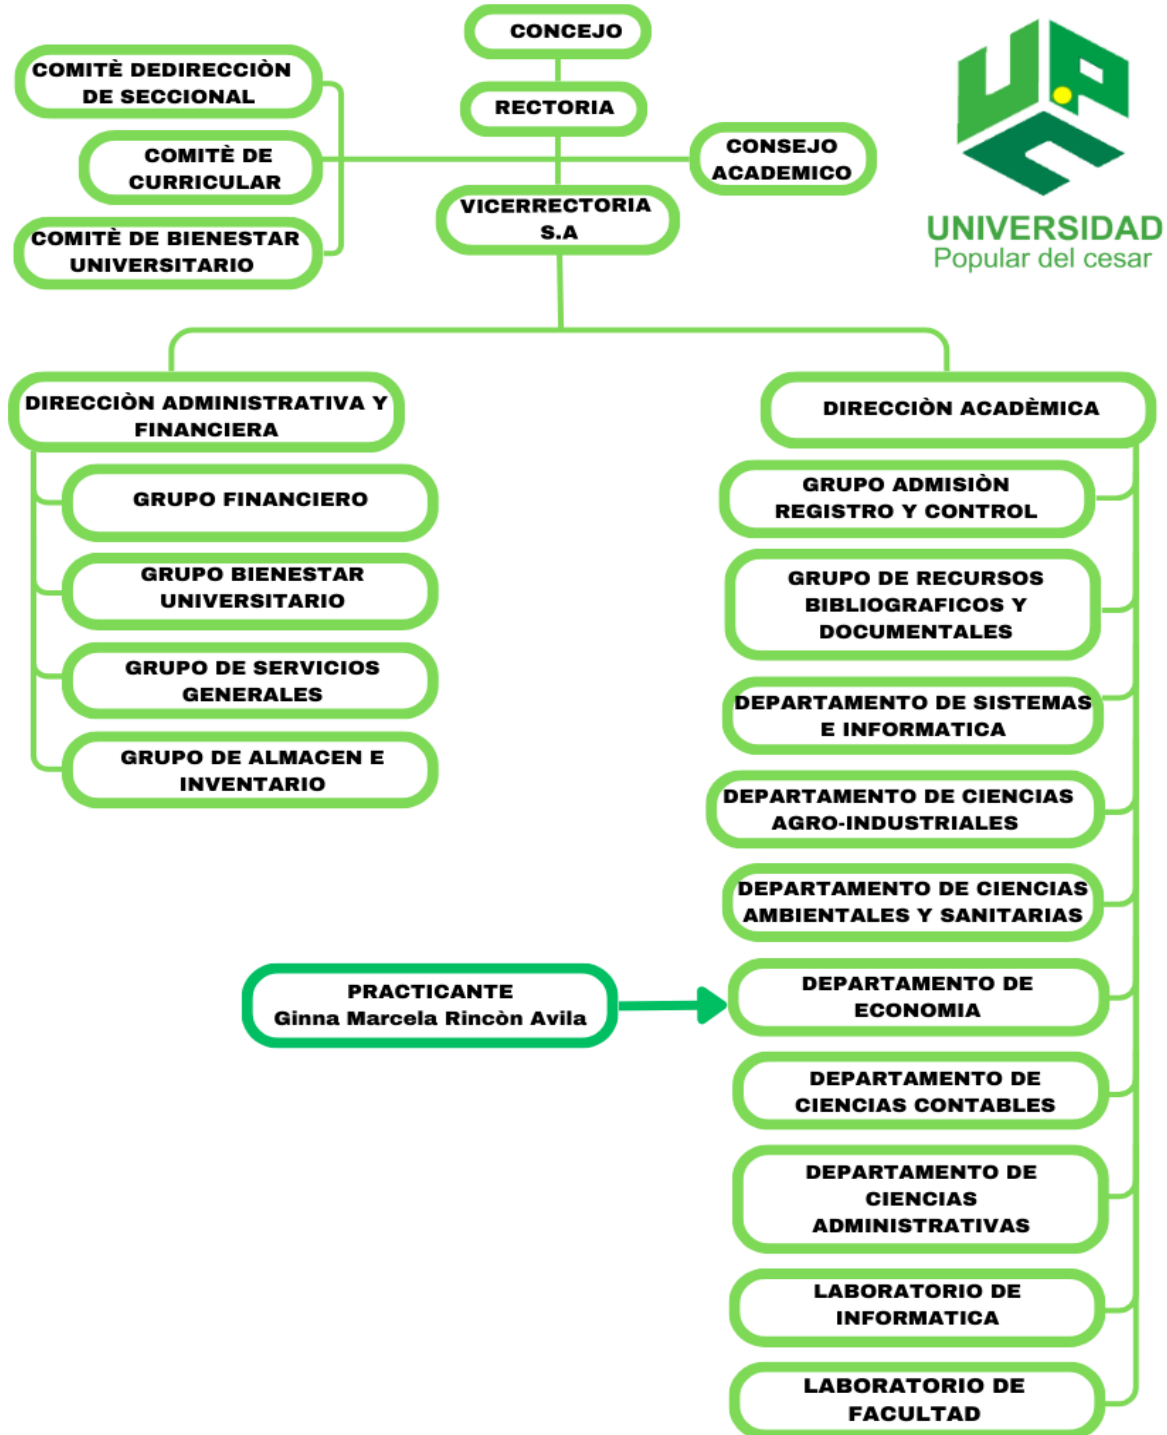 CONCEJO
COMITÈ DEDIRECCIÒN
DE SECCIONAL
RECTORIA
COMITÈ DE
CURRICULAR
CONSEJO
ACADEMICO
VICERRECTORIA
S.A
COMITÈ DE BIENESTAR
UNIVERSITARIO
UPC
UNIVERSIDAD
Popular del cesar
DIRECCIÒN ADMINISTRATIVA Y
FINANCIERA
GRUPO FINANCIERO
GRUPO BIENESTAR
UNIVERSITARIO
GRUPO DE SERVICIOS
GENERALES
GRUPO DE ALMACEN E
INVENTARIO
DIRECCIÒN ACADÈMICA
GRUPO ADMISIÒN
REGISTRO Y CONTROL
GRUPO DE RECURSOS
BIBLIOGRAFICOS Y
DOCUMENTALES
DEPARTAMENTO DE SISTEMAS
E INFORMATICA
DEPARTAMENTO DE CIENCIAS
AGRO-INDUSTRIALES
DEPARTAMENTO DE CIENCIAS
AMBIENTALES Y SANITARIAS
PRACTICANTE
Ginna Marcela Rincòn Avila
DEPARTAMENTO DE
ECONOMIA
DEPARTAMENTO DE
CIENCIAS CONTABLES
DEPARTAMENTO DE
CIENCIAS
ADMINISTRATIVAS
LABORATORIO DE
INFORMATICA
LABORATORIO DE
FACULTAD